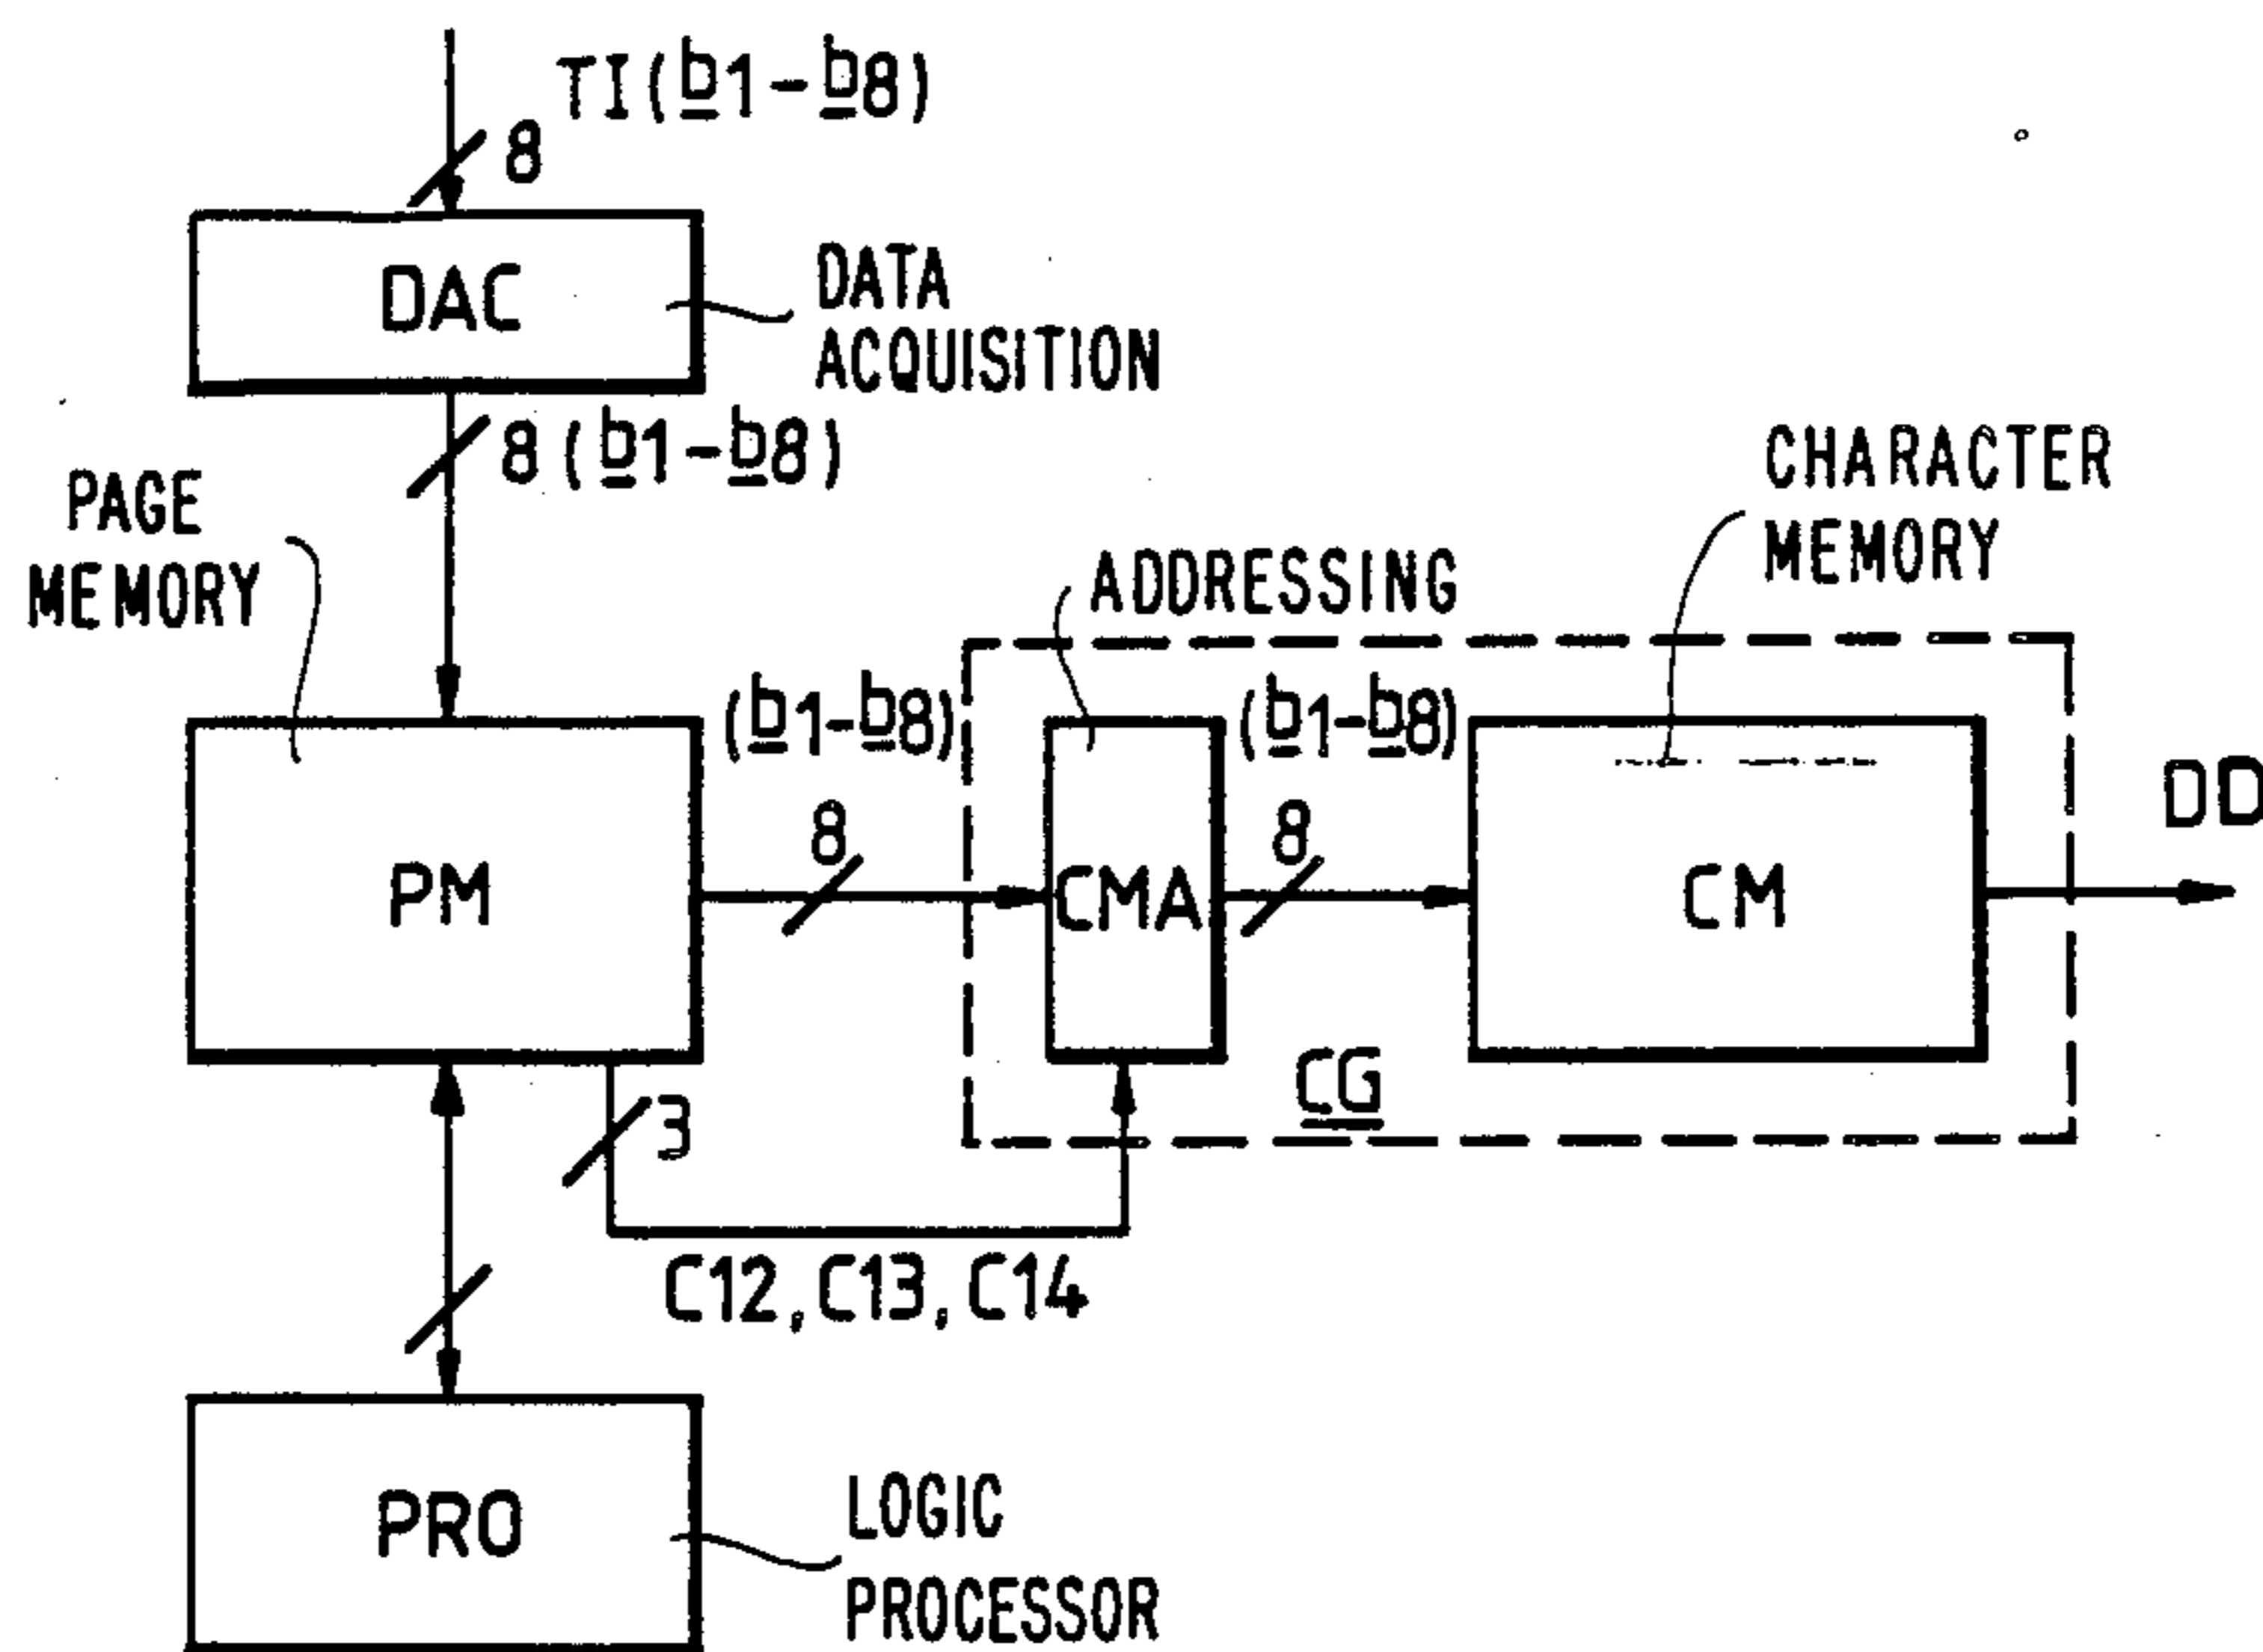 TI(b1-b8)
8
DAC
DATA
ACQUISITION
8(b1-b8)
PAGE
MEMORY
CHARACTER
MEMORY
ADDRESSING
(b1-b8)
(b1-b8)
8
8
DD
PM
CMA
CM
CG
3
C12,C13,C14
PRO
LOGIC
PROCESSOR